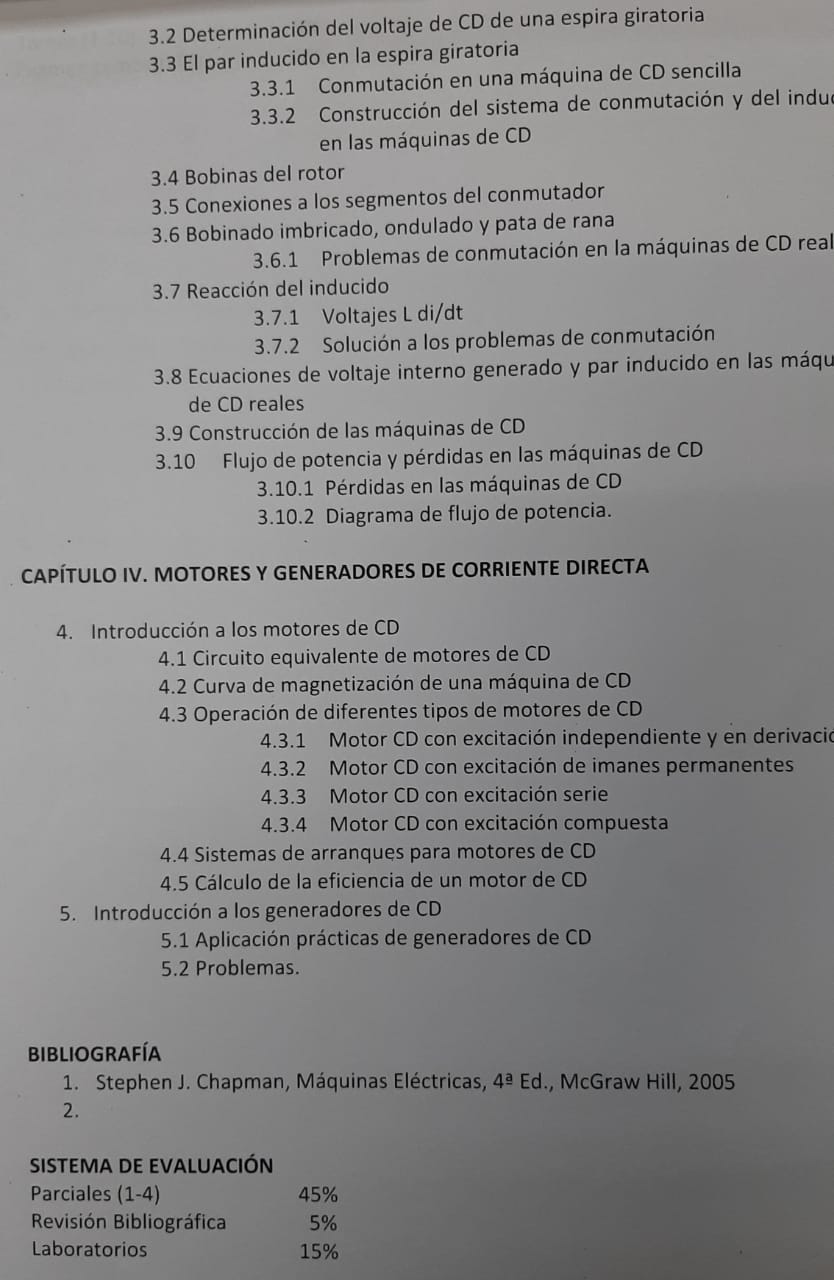 3.2 Determinación del voltaje de CD de una espira giratoria
3.3 El par inducido en la espira giratoria
3.3.1 Conmutación en una máquina de CD sencilla
3.3.2 Construcción del sistema de conmutación y del
en las máquinas de CD
3.4 Bobinas del rotor
3.5 Conexiones a los segmentos del conmutador
3.6 Bobinado imbricado, ondulado y pata de rana
3.6.1 Problemas de conmutación en la máquinas de CD
3.7 Reacción del inducido
3.7.1 Voltajes L di/dt
3.7.2 Solución a los problemas de conmutación
3.8 Ecuaciones de voltaje interno generado y par inducido en las
de CD reales
3.9 Construcción de las máquinas de CD
3.10 Flujo de potencia y pérdidas en las máquinas de CD
3.10.1 Pérdidas en las máquinas de CD
3.10.2 Diagrama de flujo de potencia.
CAPÍTULO IV. MOTORES Y GENERADORES DE CORRIENTE DIRECTA
4. Introducción a los motores de CD
4.1 Circuito equivalente de motores de CD
4.2 Curva de magnetización de una máquina de CD
4.3 Operación de diferentes tipos de motores de CD
4.3.1 Motor CD con excitación independiente y en
4.3.2 Motor CD con excitación de imanes permanentes
4.3.3 Motor CD con excitación serie
4.3.4 Motor CD con excitación compuesta
4.4 Sistemas de arranques para motores de CD
4.5 Cálculo de la eficiencia de un motor de CD
5. Introducción a los generadores de CD
5.1 Aplicación prácticas de generadores de CD
5.2 Problemas.
BIBLIOGRAFÍA
1. Stephen J. Chapman, Máquinas Eléctricas, 4ª Ed., McGraw Hill, 2005
2.
SISTEMA DE EVALUACIÓN
Parciales (1-4) 45%
Revisión Bibliográfica 5%
Laboratorios 15%